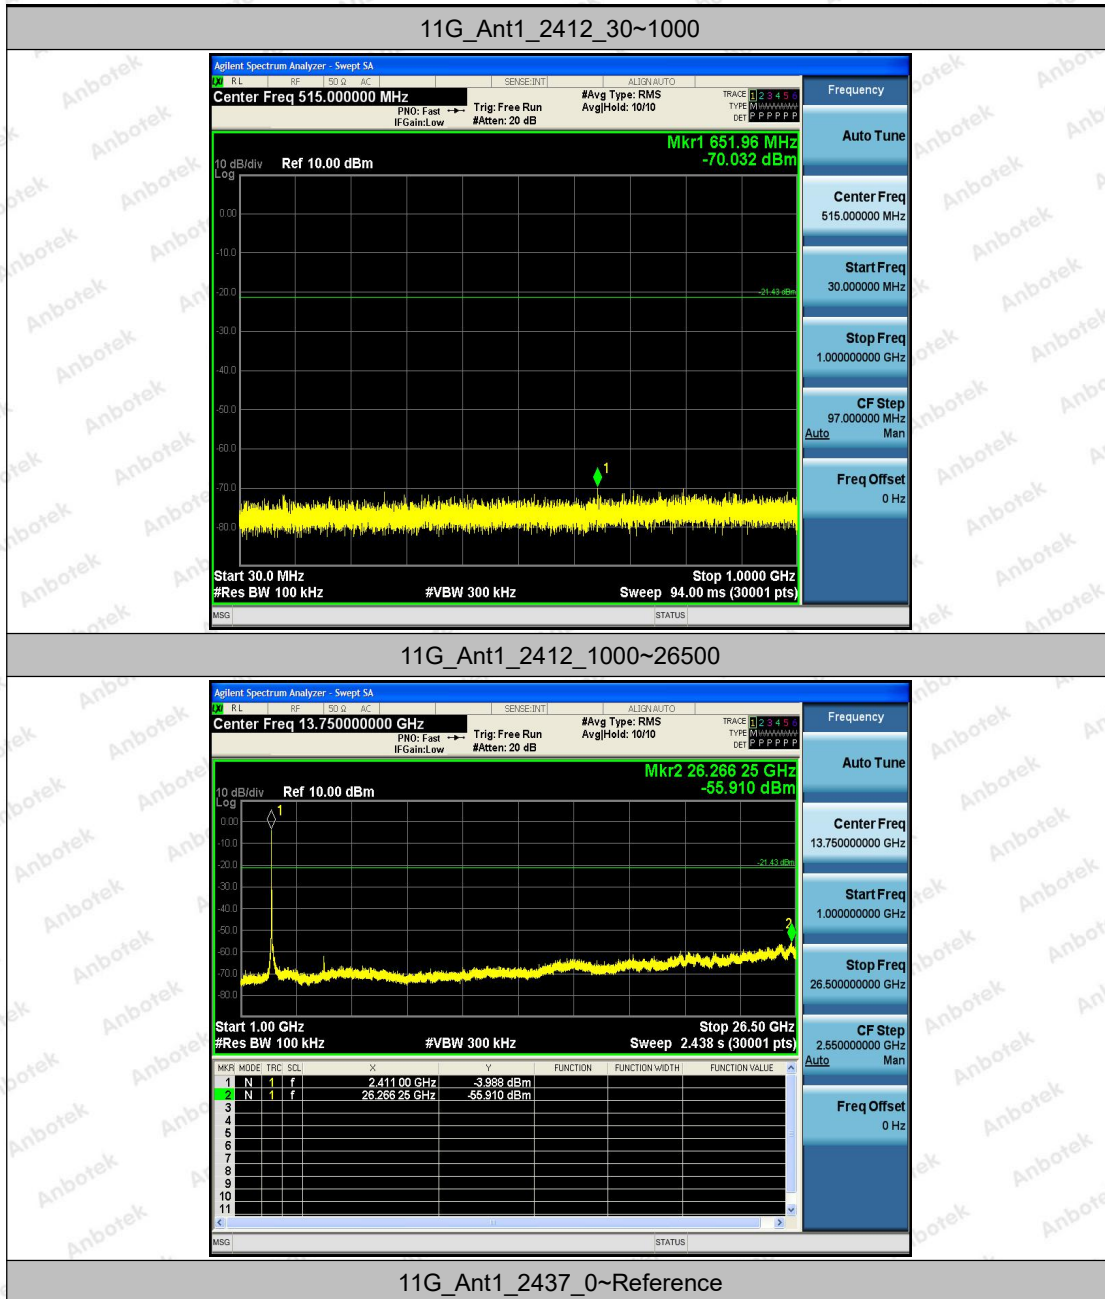 11G_Ant1_2412_30~1000
Agilent Spectrum Analyzer - Swept SA
RL RF 50 Ω AC SENSE:INT ALIGN AUTO
Center Freq 515.000000 MHz
PNO: Fast
IFGain:Low
Trig: Free Run
#Atten: 20 dB
#Avg Type: RMS
Avg|Hold: 10/10
TRACE 1 2 3 4 5 6
TYPE M
DET P P P P P P
Mkr1 651.96 MHz
-70.032 dBm
10 dB/div Ref 10.00 dBm
Log
0.00
-10.0
-20.0
-21.43 dBm
-30.0
-40.0
-50.0
-60.0
1
-70.0
-80.0
Start 30.0 MHz Stop 1.0000 GHz
#Res BW 100 kHz #VBW 300 kHz Sweep 94.00 ms (30001 pts)
MSG STATUS
Frequency
Auto Tune
Center Freq
515.000000 MHz
Start Freq
30.000000 MHz
Stop Freq
1.000000000 GHz
CF Step
97.000000 MHz
Auto Man
Freq Offset
0 Hz
11G_Ant1_2412_1000~26500
Agilent Spectrum Analyzer - Swept SA
RL RF 50 Ω AC SENSE:INT ALIGN AUTO
Center Freq 13.750000000 GHz
PNO: Fast
IFGain:Low
Trig: Free Run
#Atten: 20 dB
#Avg Type: RMS
Avg|Hold: 10/10
TRACE 1 2 3 4 5 6
TYPE M
DET P P P P P P
Mkr2 26.266 25 GHz
-55.910 dBm
10 dB/div Ref 10.00 dBm
Log
1
0.00
-10.0
-20.0
-21.43 dBm
-30.0
-40.0
2
-50.0
-60.0
-70.0
-80.0
Start 1.00 GHz Stop 26.50 GHz
#Res BW 100 kHz #VBW 300 kHz Sweep 2.438 s (30001 pts)
MKR MODE TRC SCL X Y FUNCTION FUNCTION WIDTH FUNCTION VALUE
1 N 1 f 2.411 00 GHz -3.988 dBm
2 N 1 f 26.266 25 GHz -55.910 dBm
3
4
5
6
7
8
9
10
11
MSG STATUS
Frequency
Auto Tune
Center Freq
13.750000000 GHz
Start Freq
1.000000000 GHz
Stop Freq
26.500000000 GHz
CF Step
2.550000000 GHz
Auto Man
Freq Offset
0 Hz
11G_Ant1_2437_0~Reference
Anbotek